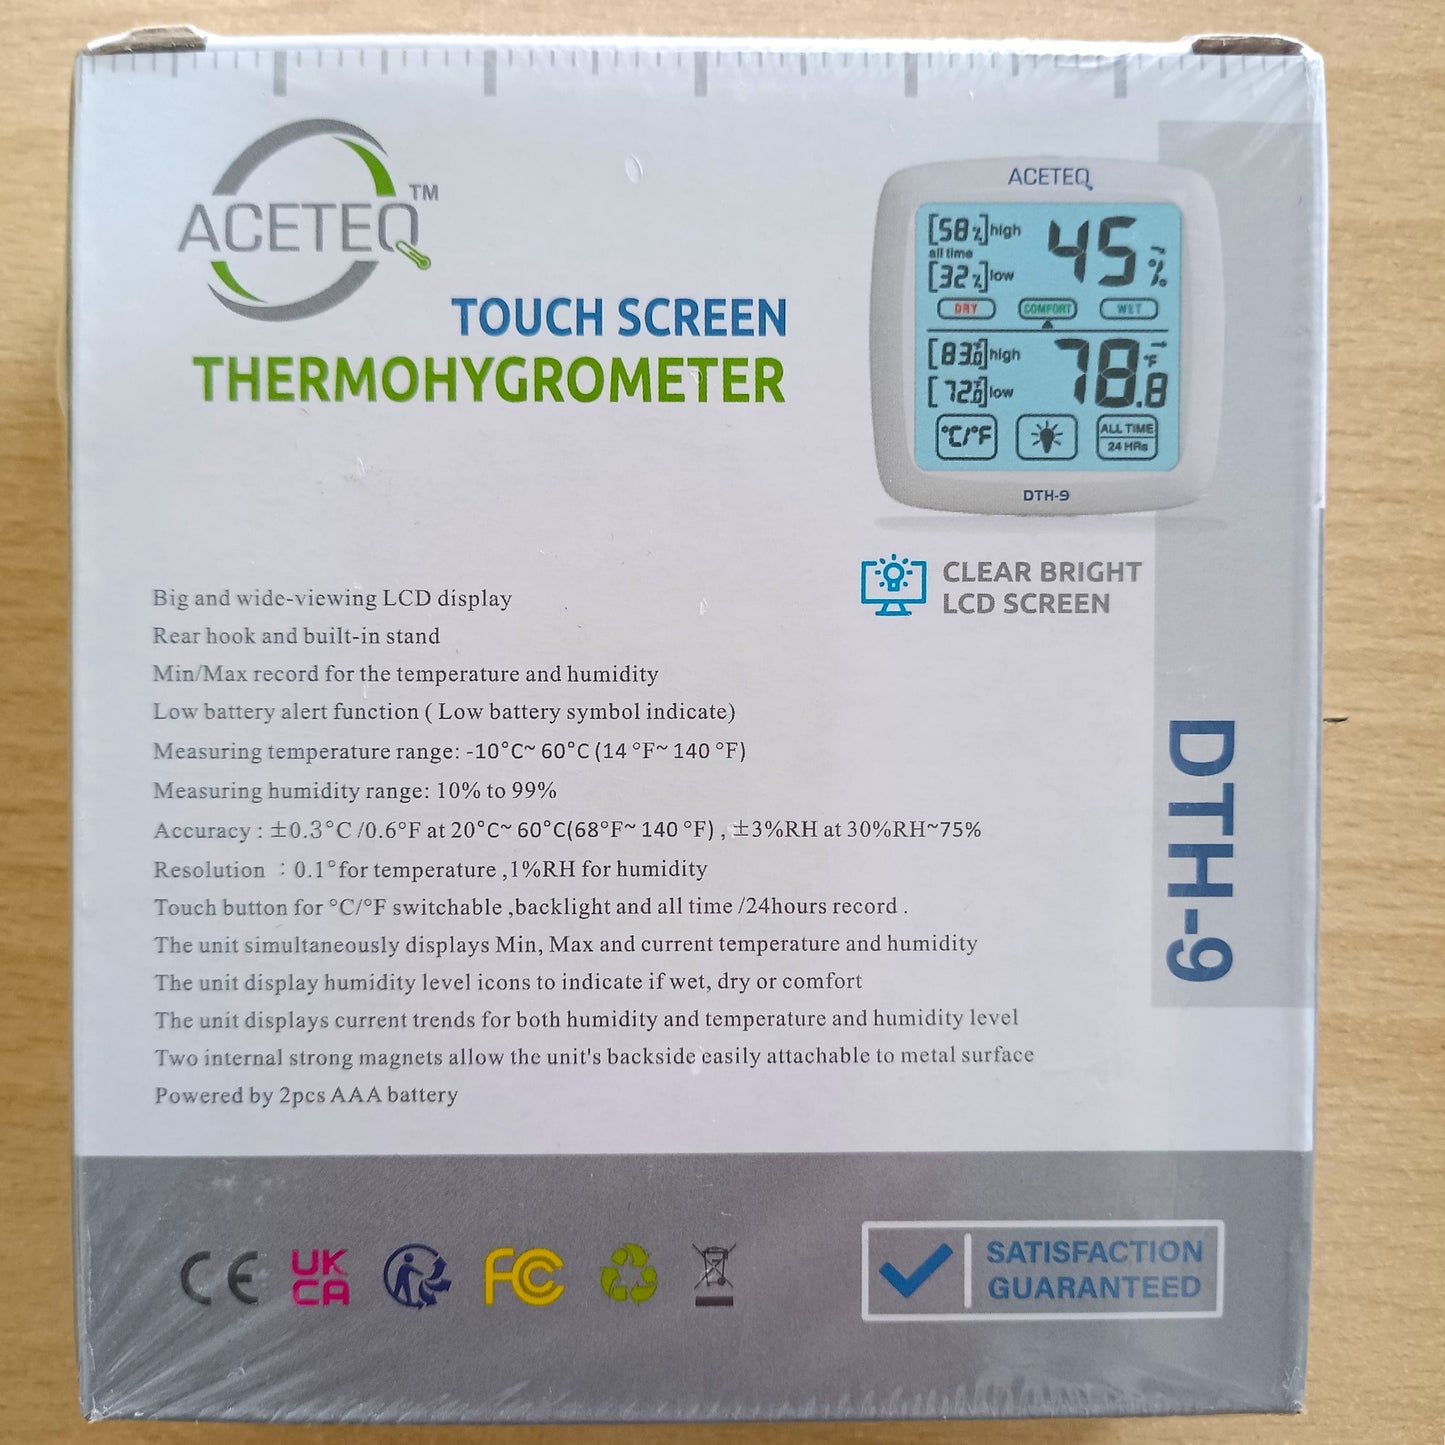 ACETEQ™
TOUCH SCREEN
THERMOHYGROMETER
ACETEQ
[58%]high
all time
[32%]low
45%
DRY
COMFORT
WET
[83.0]high
[72.0]low
78.8°F
°C/°F
ALL TIME
24 HRs
DTH-9
CLEAR BRIGHT
LCD SCREEN
Big and wide-viewing LCD display
Rear hook and built-in stand
Min/Max record for the temperature and humidity
Low battery alert function ( Low battery symbol indicate)
Measuring temperature range: -10°C~ 60°C (14 °F~ 140 °F)
Measuring humidity range: 10% to 99%
Accuracy : ±0.3°C /0.6°F at 20°C~ 60°C(68°F~ 140 °F) , ±3%RH at 30%RH~75%
Resolution : 0.1°for temperature ,1%RH for humidity
Touch button for °C/°F switchable ,backlight and all time /24hours record .
The unit simultaneously displays Min, Max and current temperature and humidity
The unit display humidity level icons to indicate if wet, dry or comfort
The unit displays current trends for both humidity and temperature and humidity level
Two internal strong magnets allow the unit's backside easily attachable to metal surface
Powered by 2pcs AAA battery
DTH-9
CE
UK
CA
FC
SATISFACTION
GUARANTEED